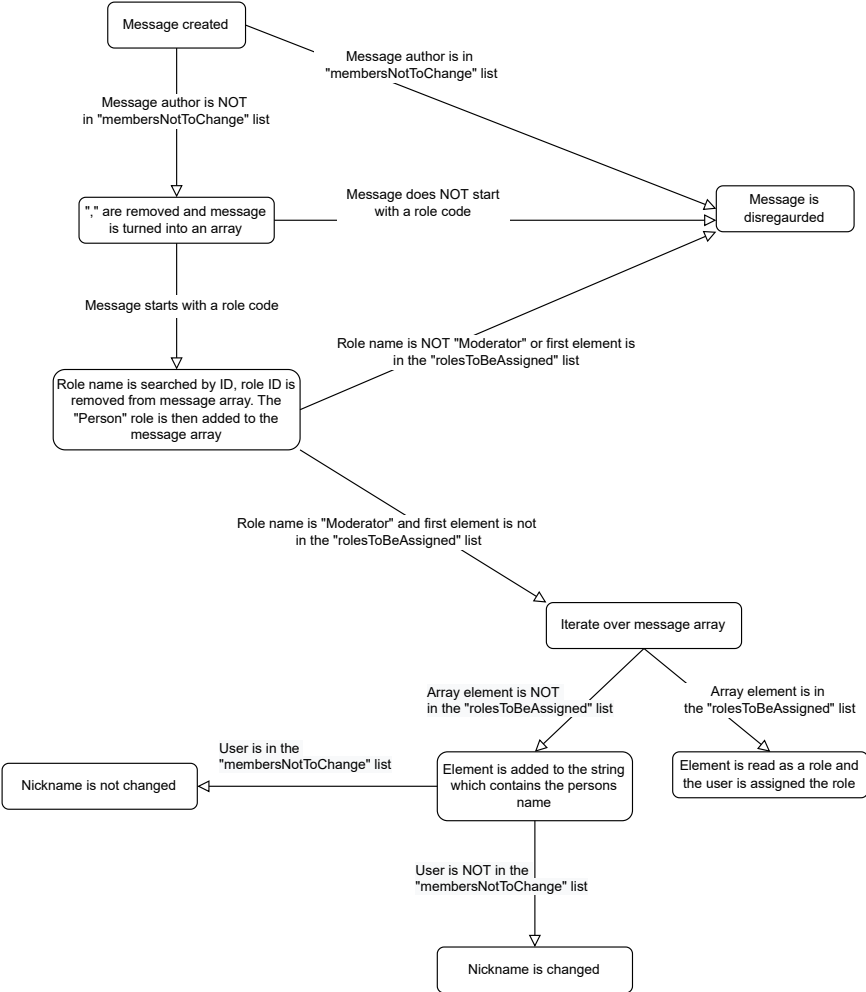 Message created
Message author is in
"membersNotToChange" list
Message author is NOT
in "membersNotToChange" list
Message does NOT start
with a role code
Message is
disregaurded
"," are removed and message
is turned into an array
Message starts with a role code
Role name is NOT "Moderator" or first element is
in the "rolesToBeAssigned" list
Role name is searched by ID, role ID is
removed from message array. The
"Person" role is then added to the
message array
Role name is "Moderator" and first element is not
in the "rolesToBeAssigned" list
Iterate over message array
Array element is NOT
in the "rolesToBeAssigned" list
Array element is in
the "rolesToBeAssigned" list
User is in the
"membersNotToChange" list
Nickname is not changed
Element is added to the string
which contains the persons
name
Element is read as a role and
the user is assigned the role
User is NOT in the
"membersNotToChange" list
Nickname is changed